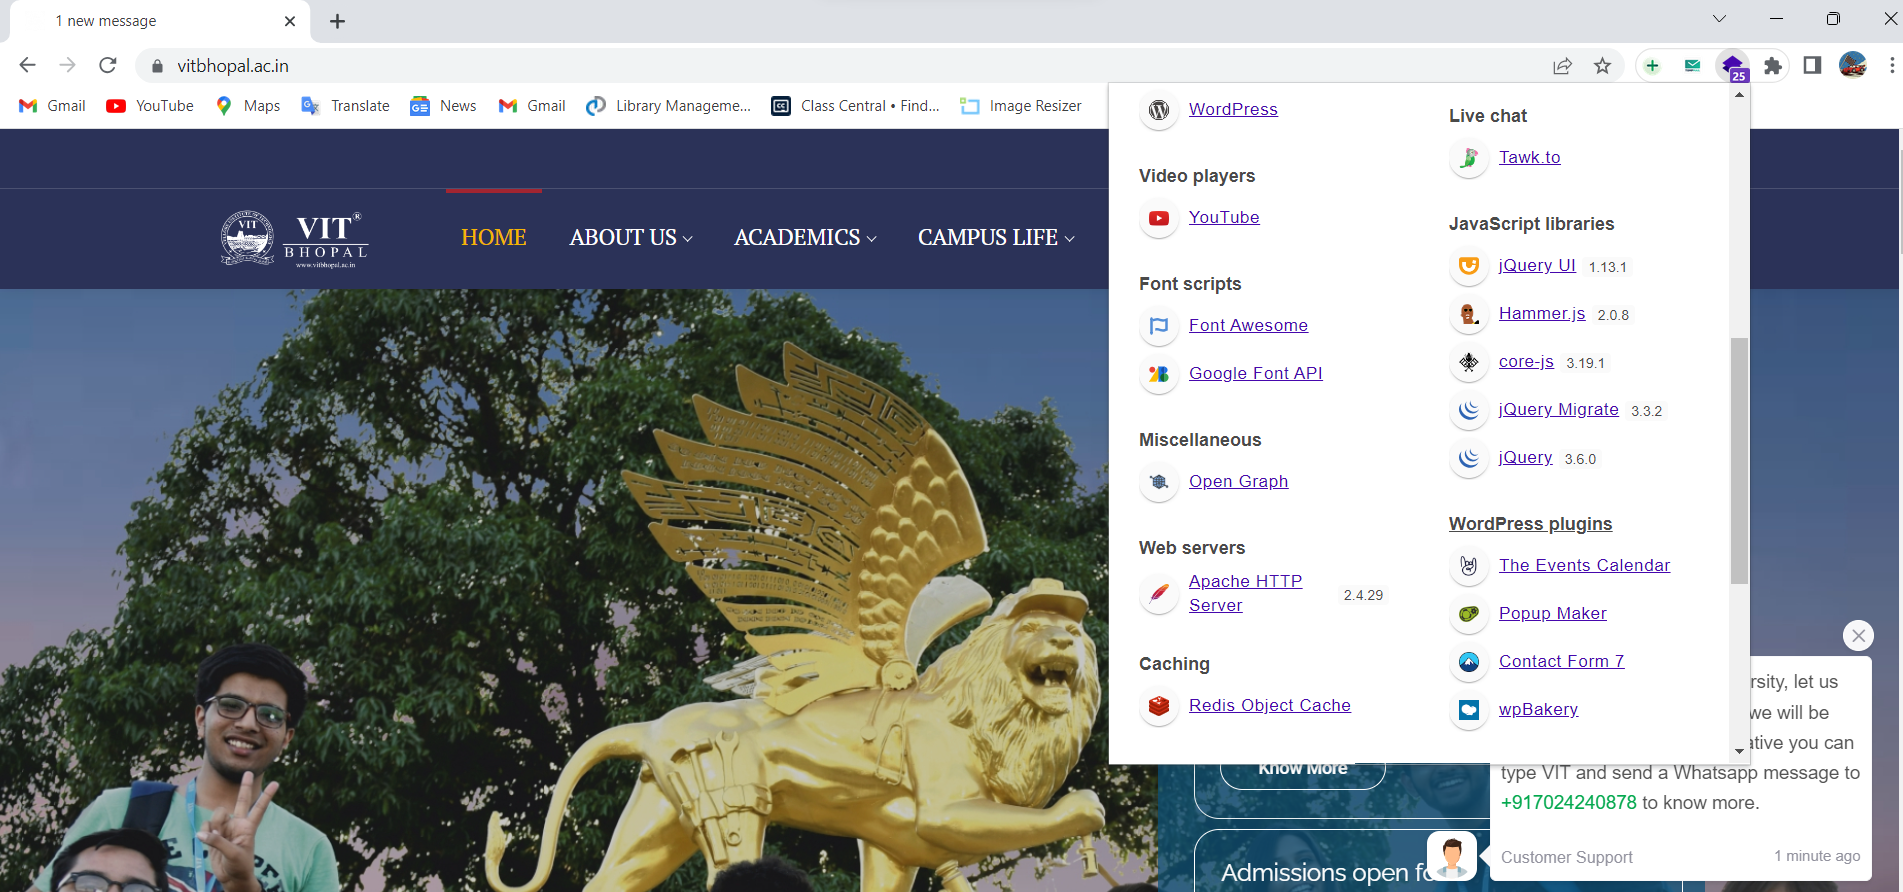 1 new message
vitbhopal.ac.in
25
Gmail
YouTube
Maps
Translate
News
Gmail
Library Manageme...
Class Central • Find...
Image Resizer
VIT
VIT®
BHOPAL
www.vitbhopal.ac.in
HOME
ABOUT US
ACADEMICS
CAMPUS LIFE
WordPress
Video players
YouTube
Font scripts
Font Awesome
Google Font API
Miscellaneous
Open Graph
Web servers
Apache HTTP
Server
2.4.29
Caching
Redis Object Cache
Live chat
Tawk.to
JavaScript libraries
jQuery UI 1.13.1
Hammer.js 2.0.8
core-js 3.19.1
jQuery Migrate 3.3.2
jQuery 3.6.0
WordPress plugins
The Events Calendar
Popup Maker
Contact Form 7
wpBakery
Know More
Admissions open fo
rsity, let us
we will be
ative you can
type VIT and send a Whatsapp message to
+917024240878 to know more.
Customer Support
1 minute ago